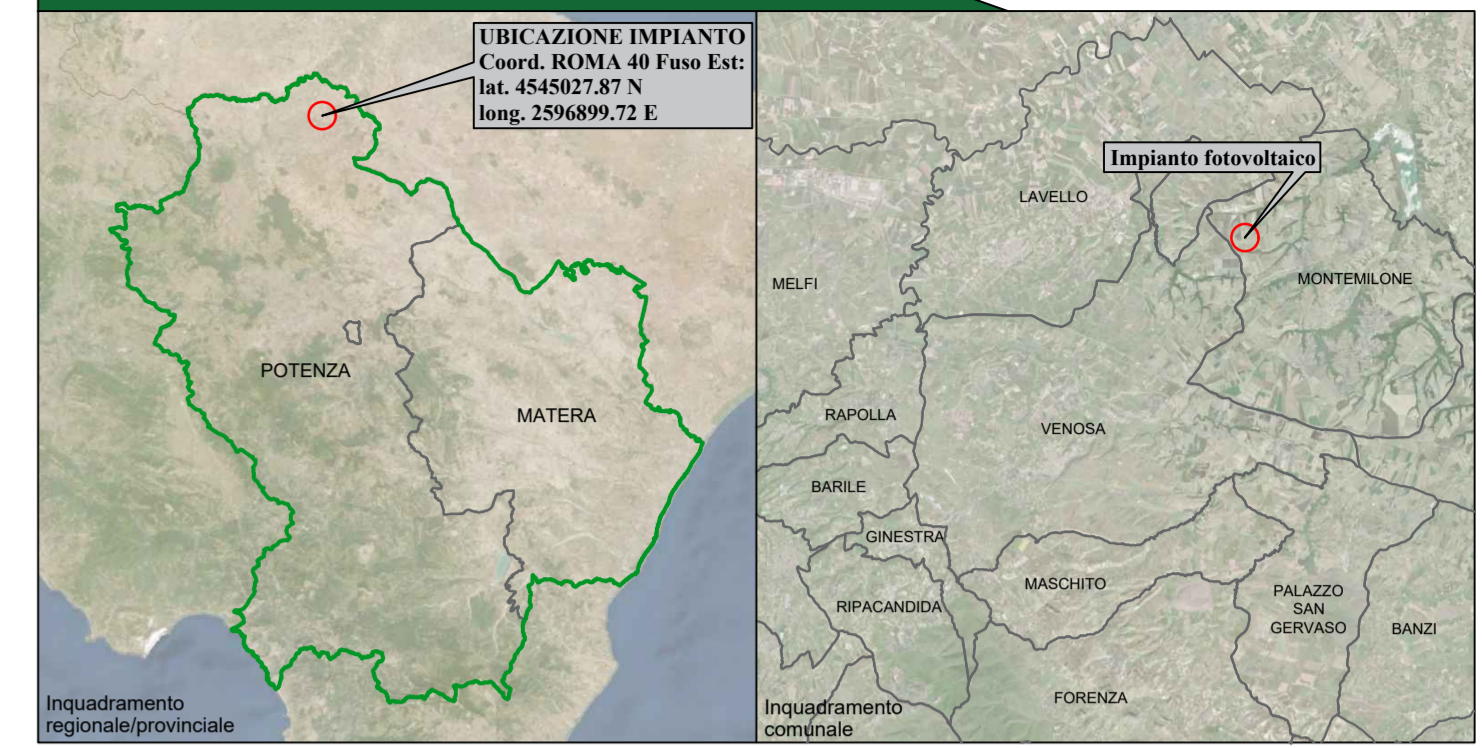 UBICAZIONE IMPIANTO
Coord. ROMA 40 Fuso Est:
lat. 4545027.87 N
long. 2596899.72 E
POTENZA
MATERA
Inquadramento
regionale/provinciale
Impianto fotovoltaico
LAVELLO
MELFI
MONTEMILONE
RAPOLLA
VENOSA
BARILE
GINESTRA
MASCHITO
RIPACANDIDA
PALAZZO
SAN
GERVASO
BANZI
FORENZA
Inquadramento
comunale